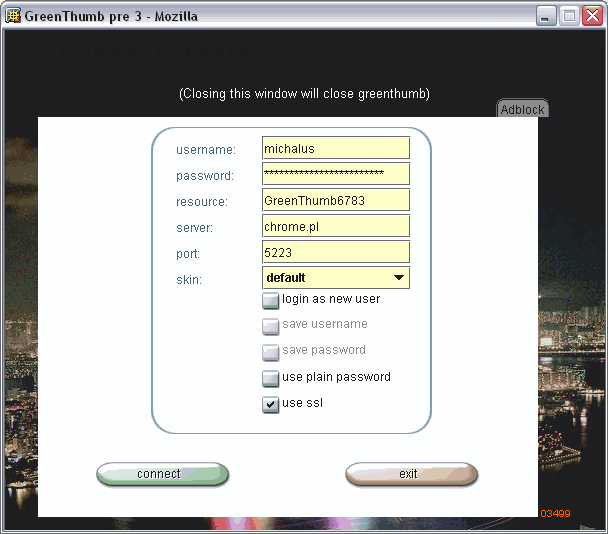 GreenThumb pre 3 - Mozilla
(Closing this window will close greenthumb)
Adblock
username: michalus
password: ************************
resource: GreenThumb6783
server: chrome.pl
port: 5223
skin: default
login as new user
save username
save password
use plain password
use ssl
connect exit
03499